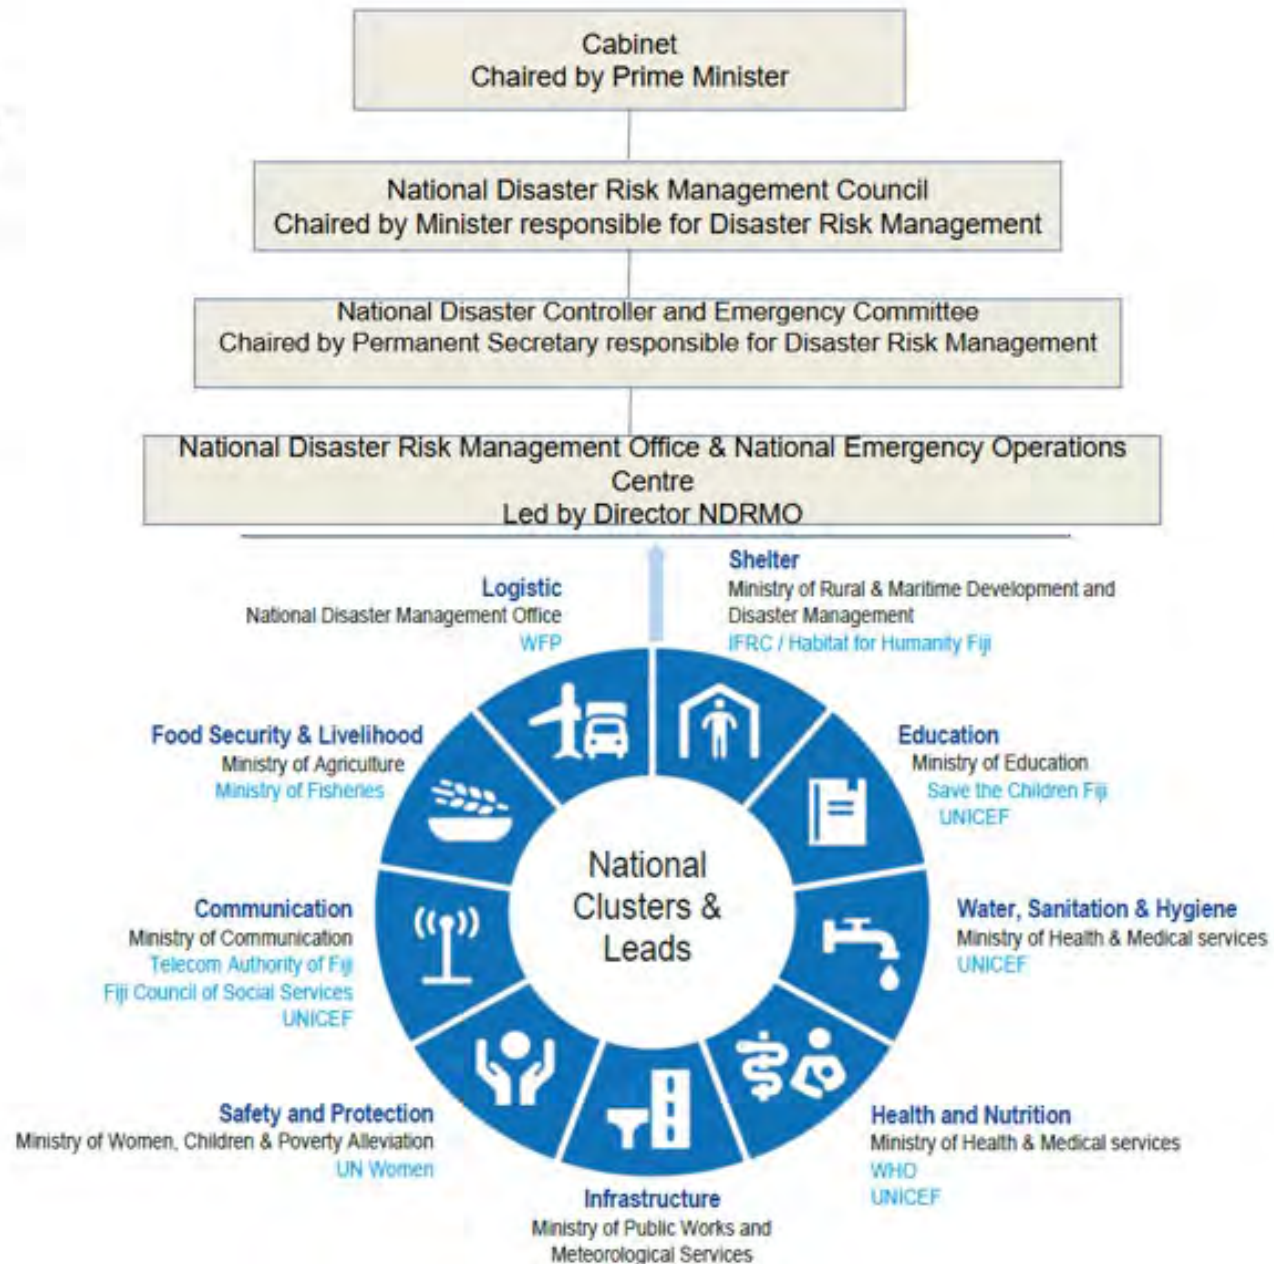 Cabinet
Chaired by Prime Minister
National Disaster Risk Management Council
Chaired by Minister responsible for Disaster Risk Management
National Disaster Controller and Emergency Committee
Chaired by Permanent Secretary responsible for Disaster Risk Management
National Disaster Risk Management Office & National Emergency Operations
Centre
Led by Director NDRMO
Logistic
National Disaster Management Office
WFP
Shelter
Ministry of Rural & Maritime Development and
Disaster Management
IFRC / Habitat for Humanity Fiji
Food Security & Livelihood
Ministry of Agriculture
Ministry of Fisheries
Education
Ministry of Education
Save the Children Fiji
UNICEF
National
Clusters &
Leads
Communication
Ministry of Communication
Telecom Authority of Fiji
Fiji Council of Social Services
UNICEF
Water, Sanitation & Hygiene
Ministry of Health & Medical services
UNICEF
Safety and Protection
Ministry of Women, Children & Poverty Alleviation
UN Women
Health and Nutrition
Ministry of Health & Medical services
WHO
UNICEF
Infrastructure
Ministry of Public Works and
Meteorological Services